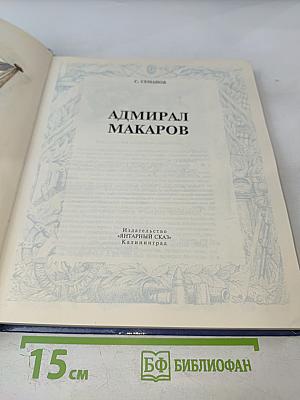 С. СЕМАНОВ
АДМИРАЛ
МАКАРОВ
Издательство
«ЯНТАРНЫЙ СКАЗ»
Калининград
15 см
БФ БИБЛИОФАН